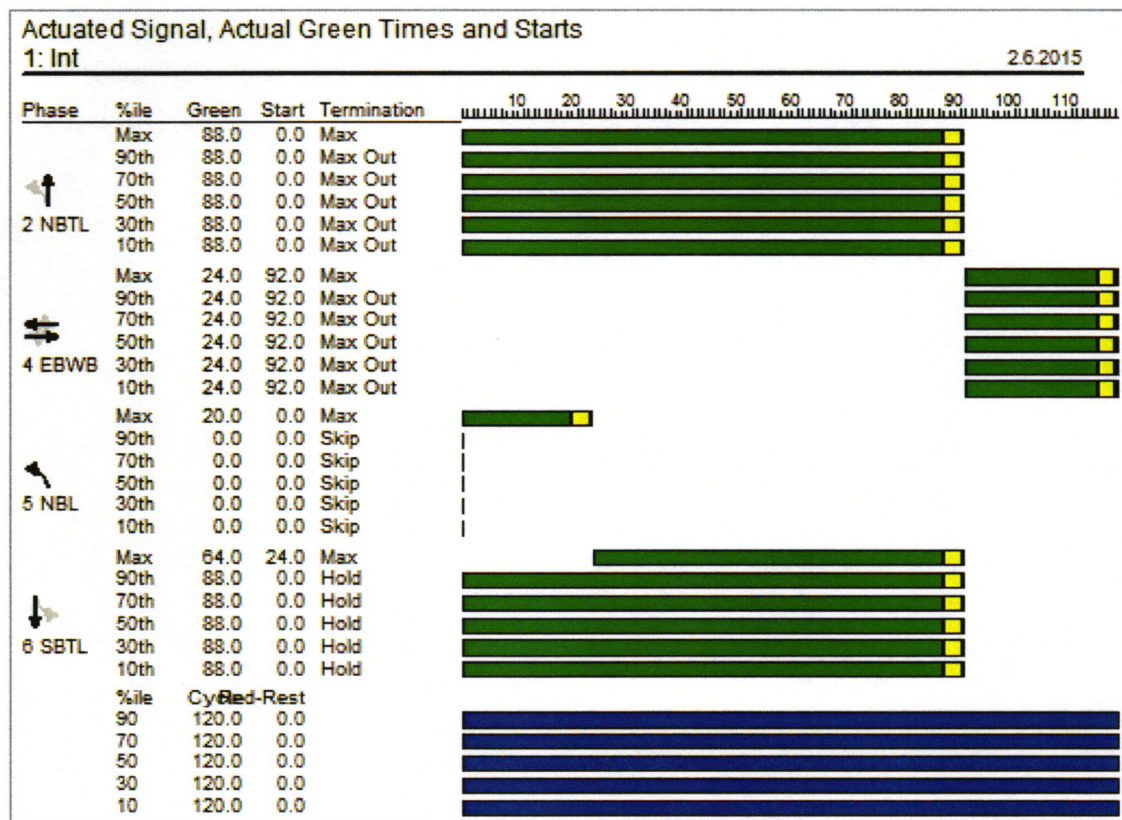 Actuated Signal, Actual Green Times and Starts
1: Int 2.6.2015
Phase %ile Green Start Termination 10 20 30 40 50 60 70 80 90 100 110
Max 88.0 0.0 Max
90th 88.0 0.0 Max Out
70th 88.0 0.0 Max Out
50th 88.0 0.0 Max Out
2 NBTL 30th 88.0 0.0 Max Out
10th 88.0 0.0 Max Out
Max 24.0 92.0 Max
90th 24.0 92.0 Max Out
70th 24.0 92.0 Max Out
50th 24.0 92.0 Max Out
4 EBWB 30th 24.0 92.0 Max Out
10th 24.0 92.0 Max Out
Max 20.0 0.0 Max
90th 0.0 0.0 Skip
70th 0.0 0.0 Skip
50th 0.0 0.0 Skip
5 NBL 30th 0.0 0.0 Skip
10th 0.0 0.0 Skip
Max 64.0 24.0 Max
90th 88.0 0.0 Hold
70th 88.0 0.0 Hold
50th 88.0 0.0 Hold
6 SBTL 30th 88.0 0.0 Hold
10th 88.0 0.0 Hold
%ile Cycle Red-Rest
90 120.0 0.0
70 120.0 0.0
50 120.0 0.0
30 120.0 0.0
10 120.0 0.0